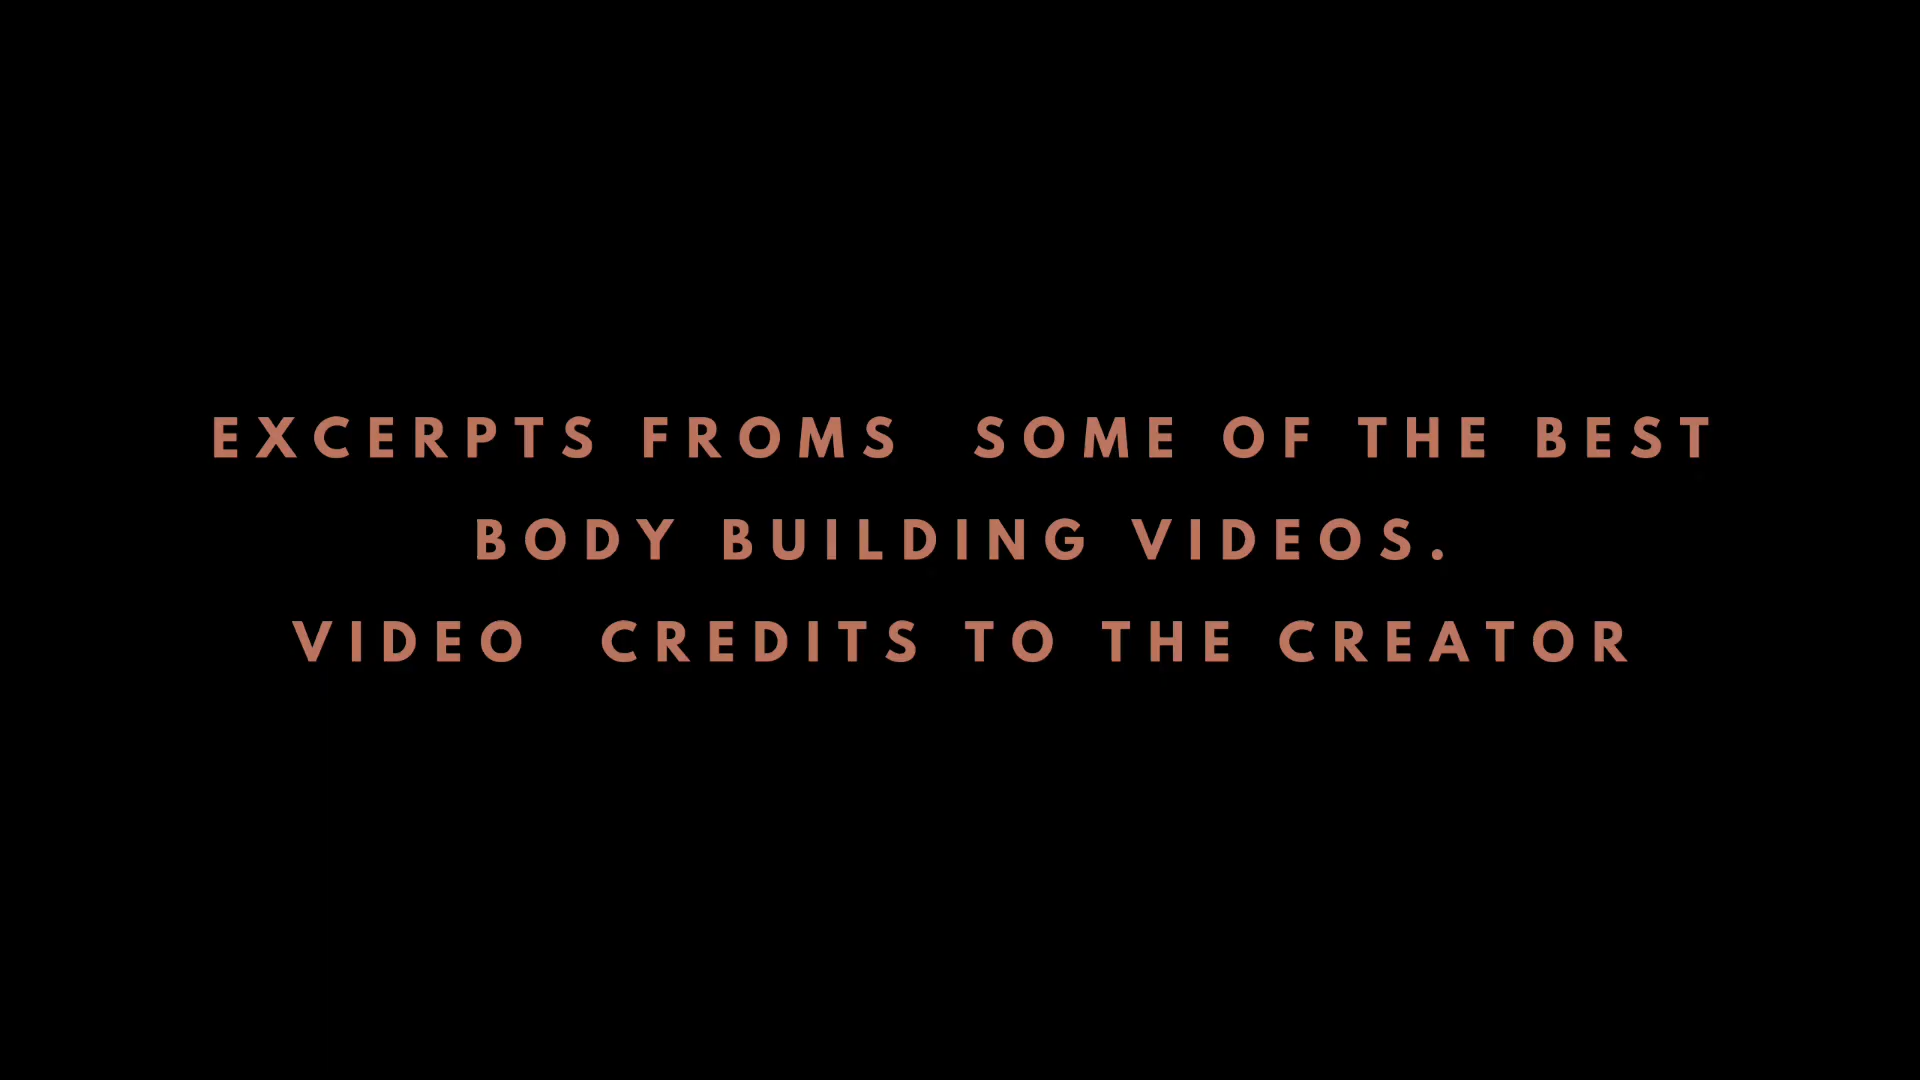 EXCERPTS FROMS  SOME OF THE BEST
BODY BUILDING VIDEOS.
VIDEO  CREDITS TO THE CREATOR